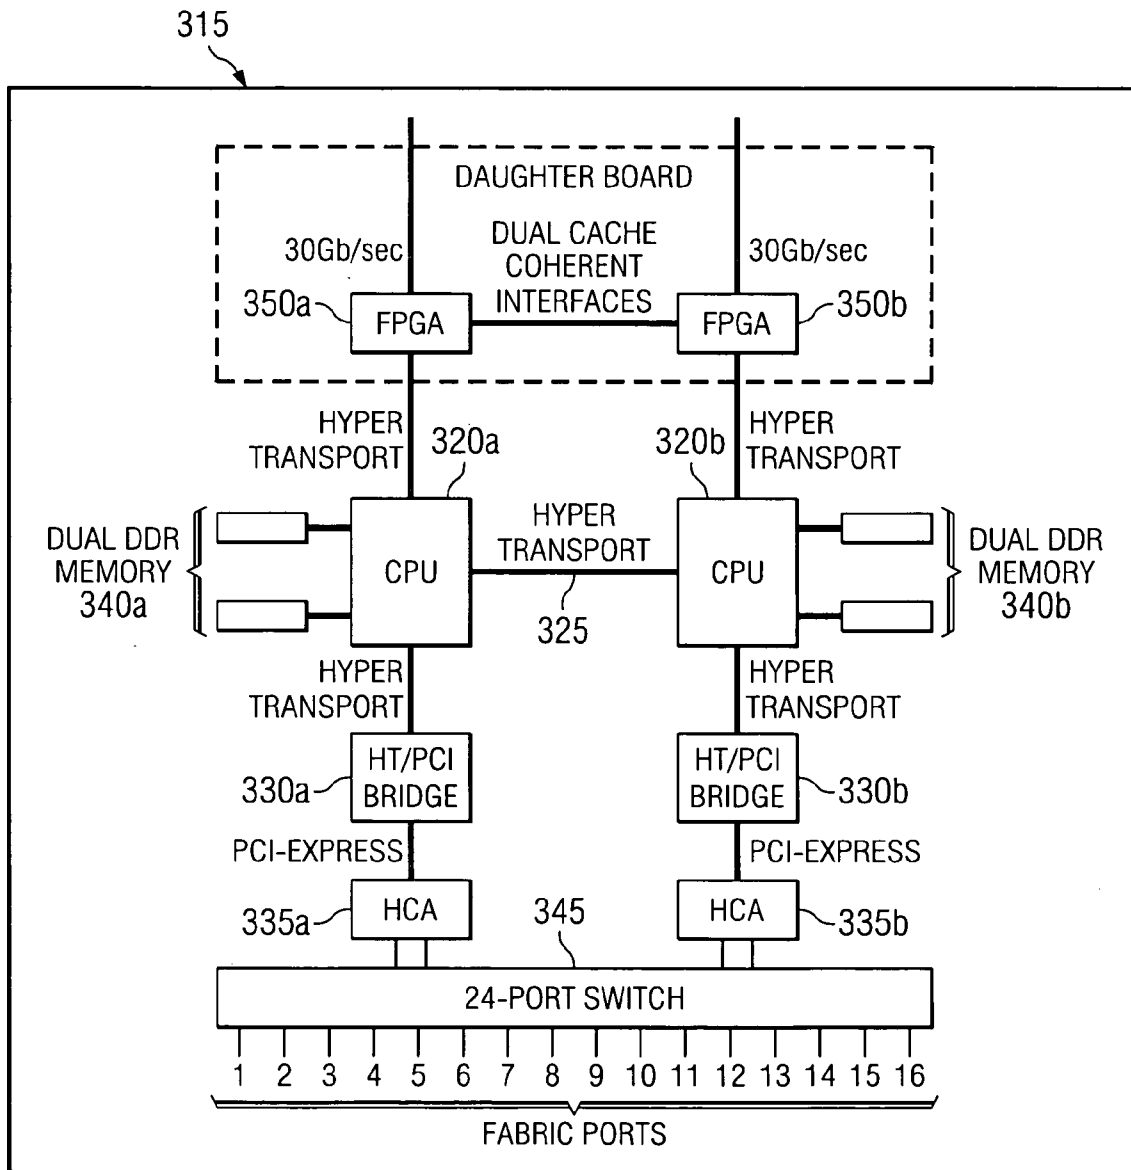 315
DAUGHTER BOARD
DUAL CACHE
COHERENT
INTERFACES
30Gb/sec
30Gb/sec
350a
FPGA
FPGA
350b
HYPER
TRANSPORT
320a
320b
HYPER
TRANSPORT
DUAL DDR
MEMORY
340a
CPU
HYPER
TRANSPORT
325
CPU
DUAL DDR
MEMORY
340b
HYPER
TRANSPORT
HYPER
TRANSPORT
330a
HT/PCI
BRIDGE
HT/PCI
BRIDGE
330b
PCI-EXPRESS
PCI-EXPRESS
335a
HCA
345
HCA
335b
24-PORT SWITCH
1 2 3 4 5 6 7 8 9 10 11 12 13 14 15 16
FABRIC PORTS